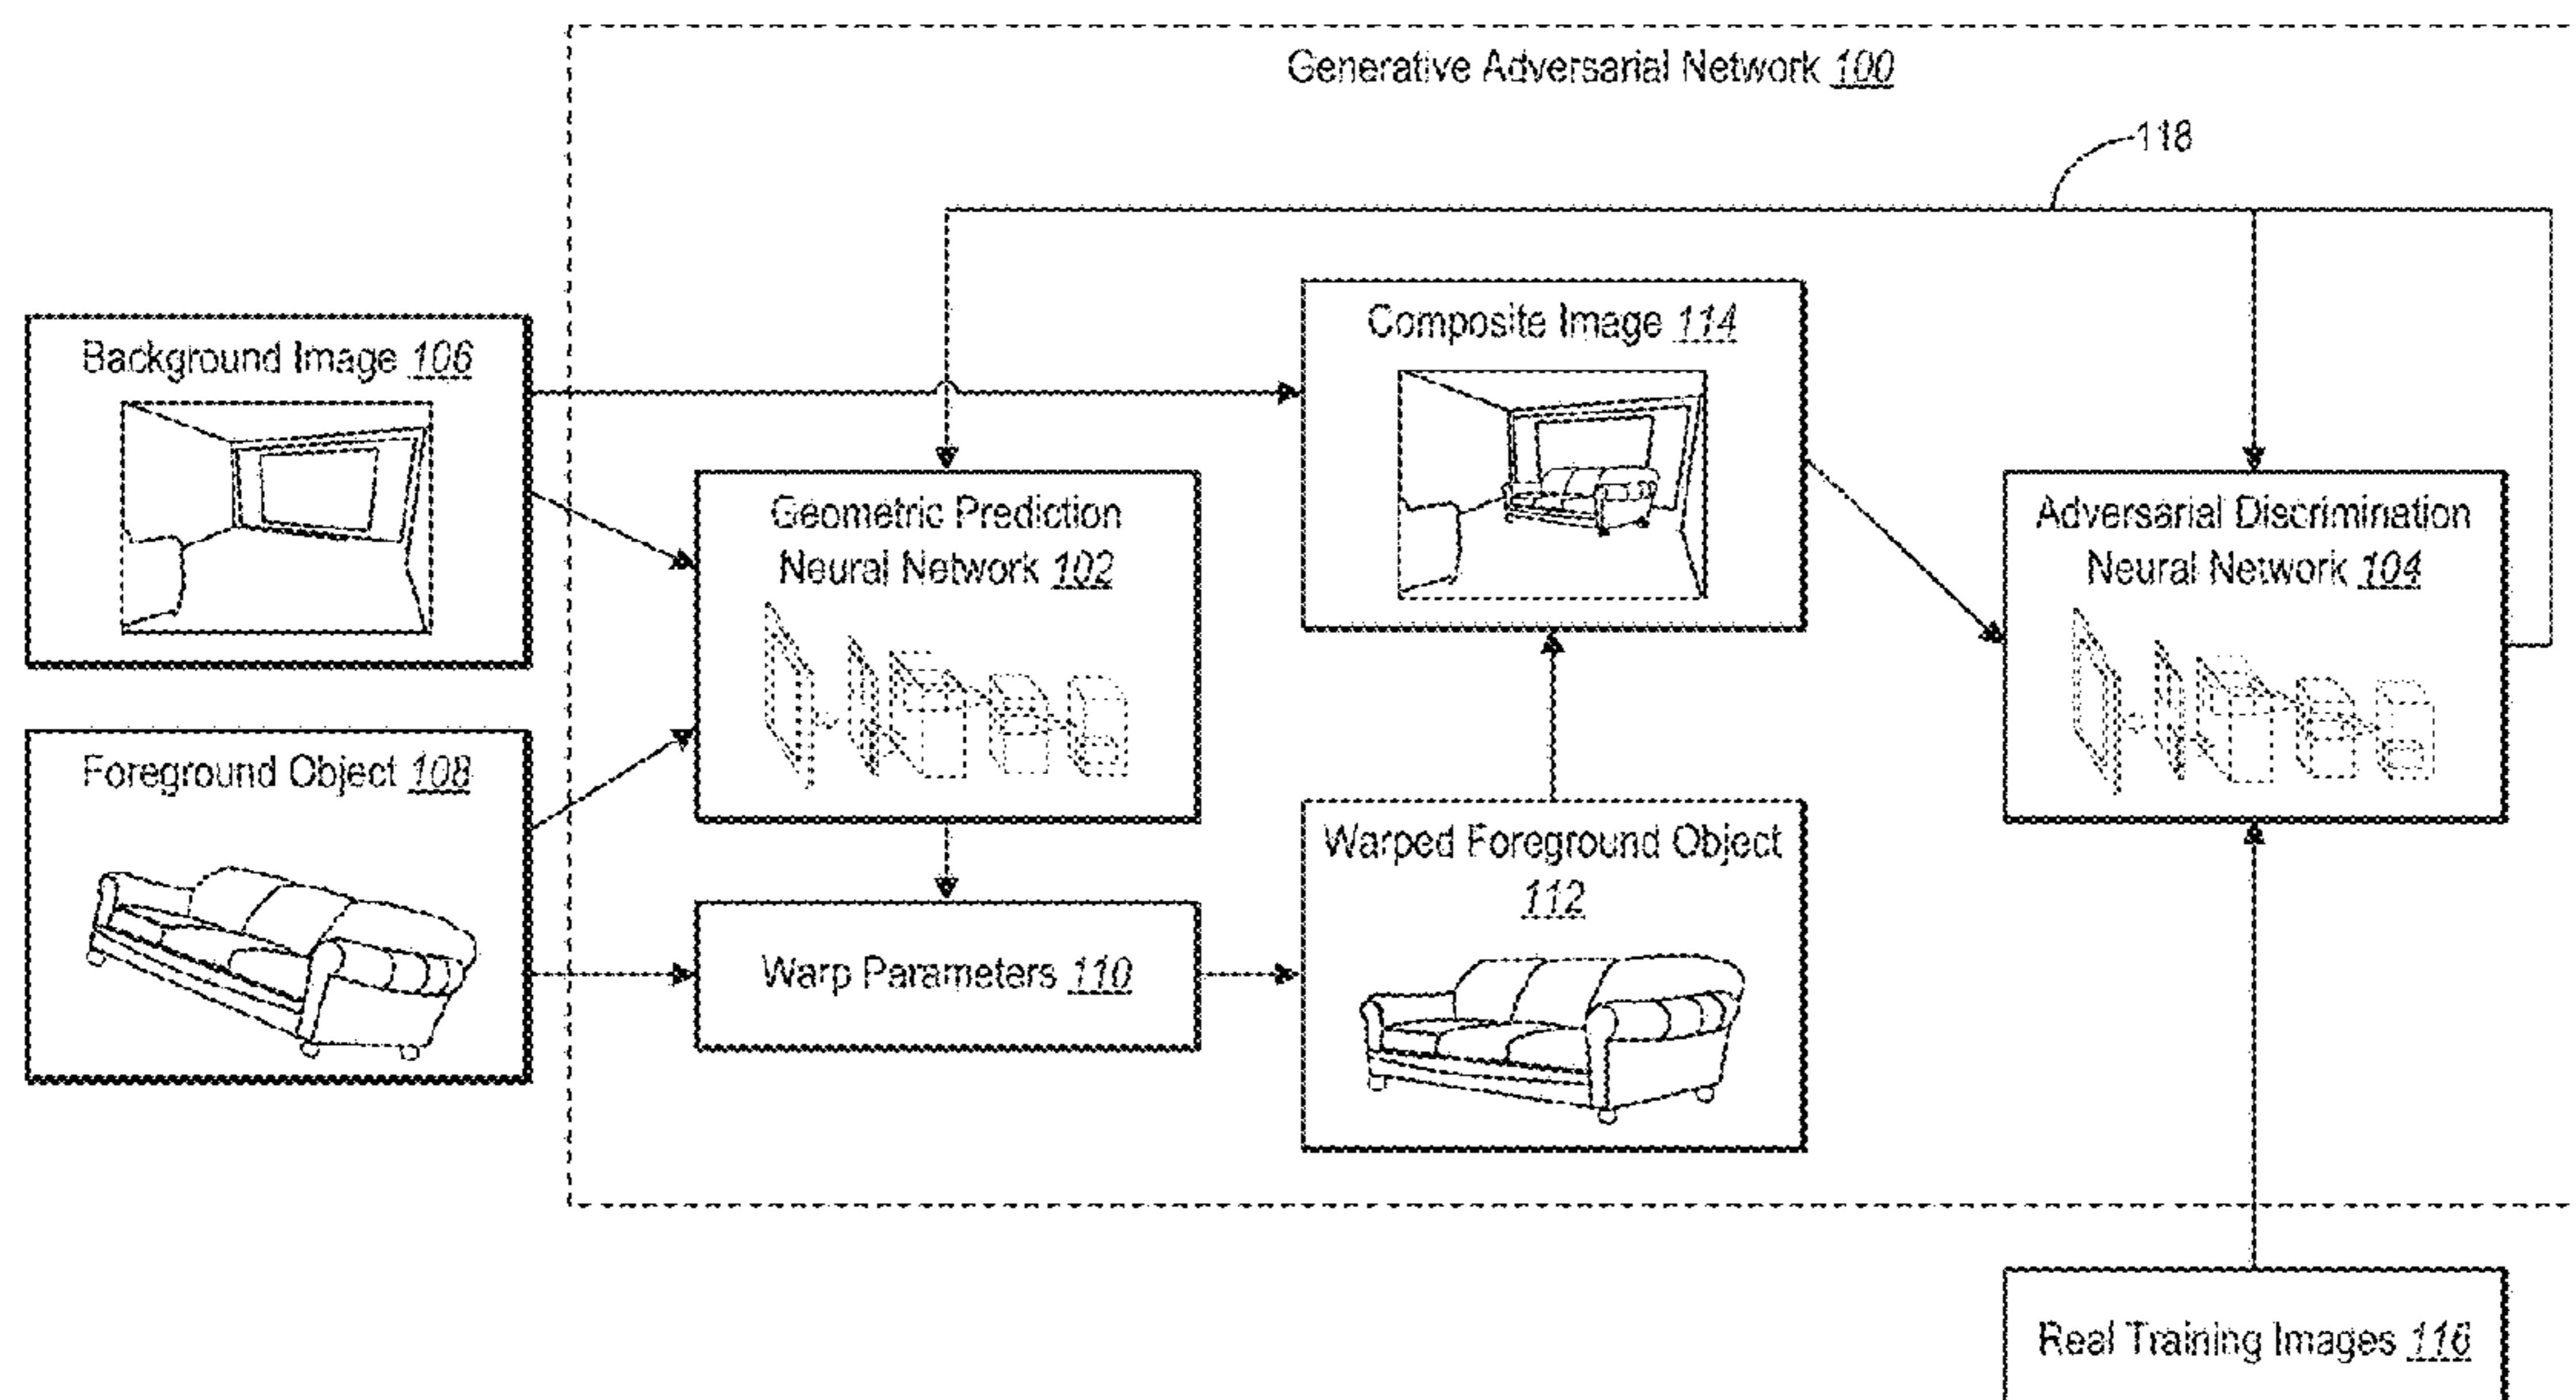 Generative Adversarial Network 100
118
Background Image 106
Composite Image 114
Geometric Prediction
Neural Network 102
Adversarial Discrimination
Neural Network 104
Foreground Object 108
Warp Parameters 110
Warped Foreground Object
112
Real Training Images 116